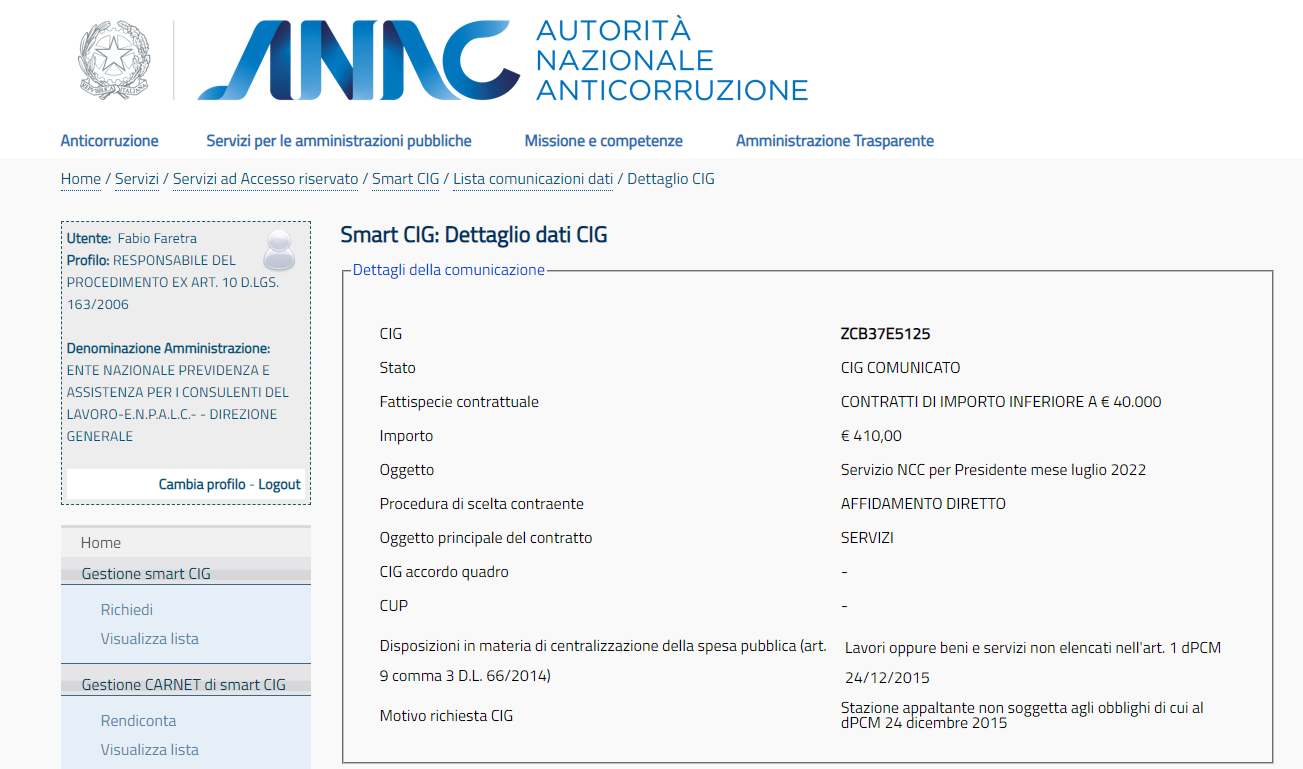 ANAC
AUTORITÀ
NAZIONALE
ANTICORRUZIONE
REPVBBLICA ITALIANA
Anticorruzione
Servizi per le amministrazioni pubbliche
Missione e competenze
Amministrazione Trasparente
Home / Servizi / Servizi ad Accesso riservato / Smart CIG / Lista comunicazioni dati / Dettaglio CIG
Utente: Fabio Faretra
Profilo: RESPONSABILE DEL
PROCEDIMENTO EX ART. 10 D.LGS.
163/2006
Denominazione Amministrazione:
ENTE NAZIONALE PREVIDENZA E
ASSISTENZA PER I CONSULENTI DEL
LAVORO-E.N.P.A.L.C.- - DIREZIONE
GENERALE
Cambia profilo - Logout
Home
Gestione smart CIG
Richiedi
Visualizza lista
Gestione CARNET di smart CIG
Rendiconta
Visualizza lista
Smart CIG: Dettaglio dati CIG
Dettagli della comunicazione
CIG ZCB37E5125
Stato CIG COMUNICATO
Fattispecie contrattuale CONTRATTI DI IMPORTO INFERIORE A € 40.000
Importo € 410,00
Oggetto Servizio NCC per Presidente mese luglio 2022
Procedura di scelta contraente AFFIDAMENTO DIRETTO
Oggetto principale del contratto SERVIZI
CIG accordo quadro -
CUP -
Disposizioni in materia di centralizzazione della spesa pubblica (art.
9 comma 3 D.L. 66/2014)
Lavori oppure beni e servizi non elencati nell'art. 1 dPCM
24/12/2015
Motivo richiesta CIG
Stazione appaltante non soggetta agli obblighi di cui al
dPCM 24 dicembre 2015